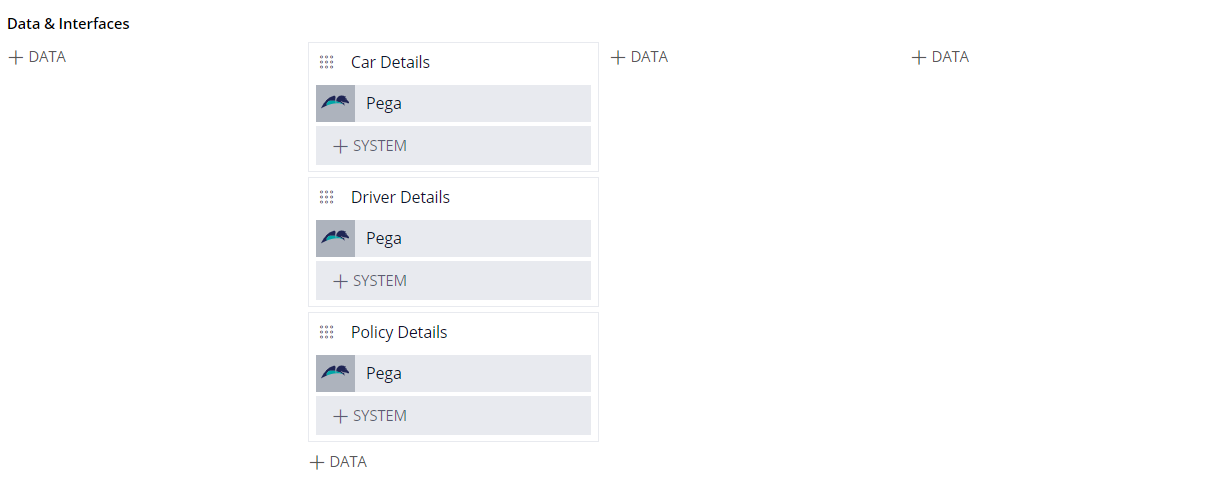 Data & Interfaces
+ DATA
Car Details
Pega
+ SYSTEM
Driver Details
Pega
+ SYSTEM
Policy Details
Pega
+ SYSTEM
+ DATA
+ DATA
+ DATA